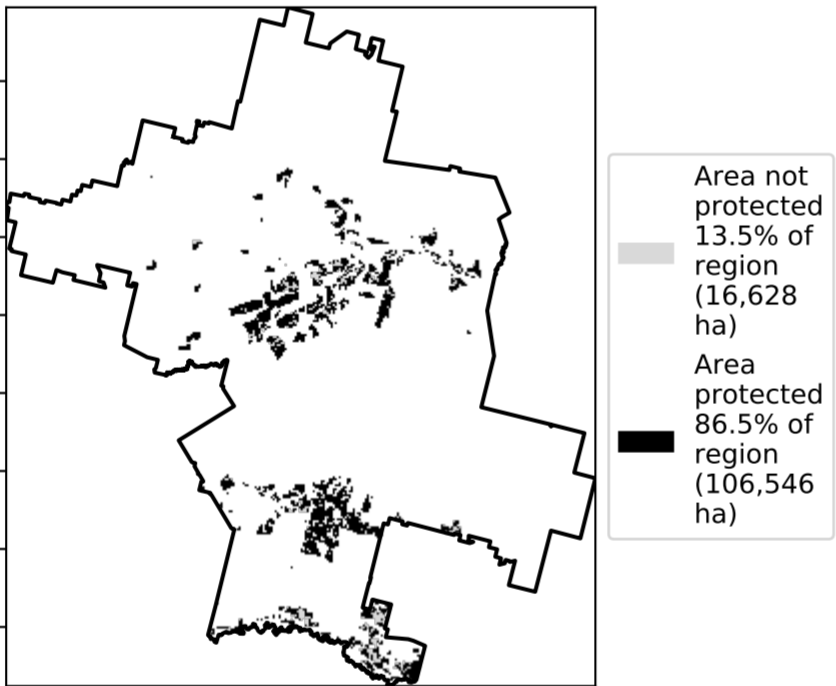 Area not
protected
13.5% of
region
(16,628
ha)
Area
protected
86.5% of
region
(106,546
ha)